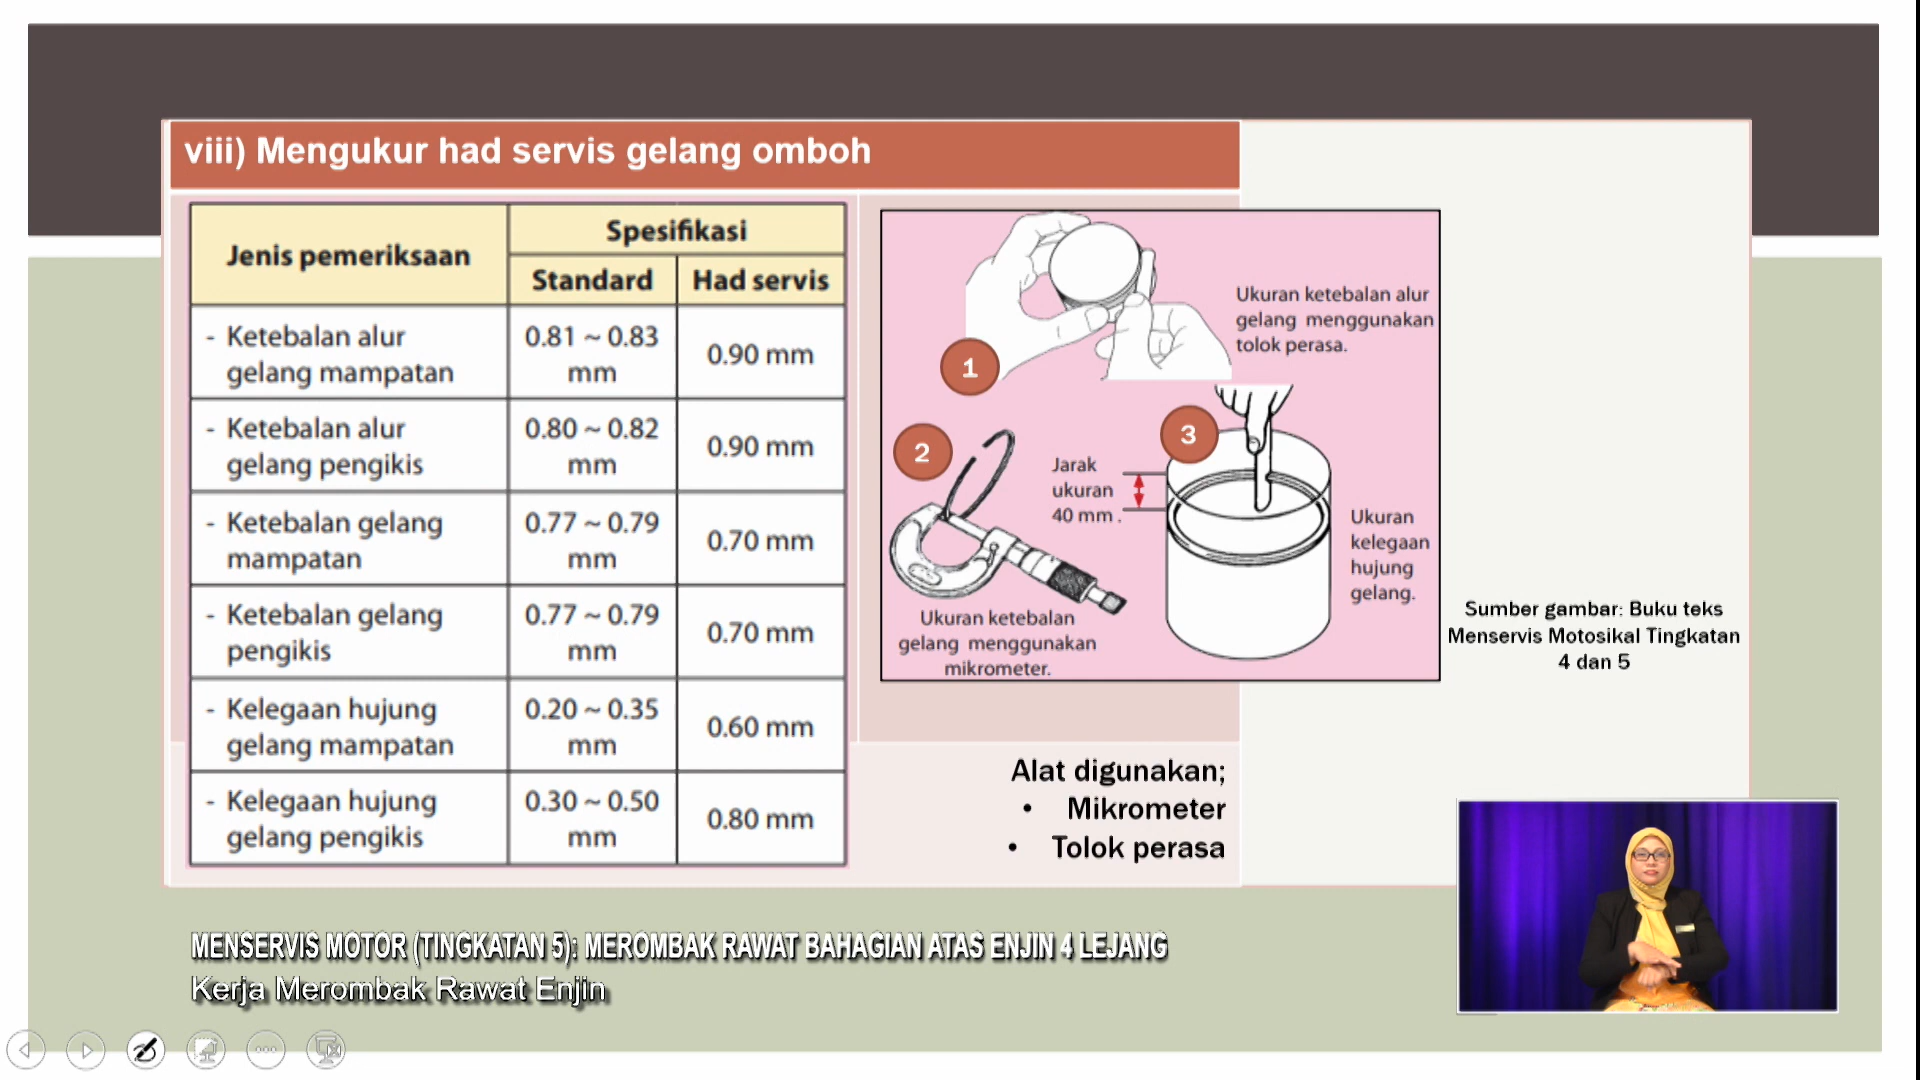 viii) Mengukur had servis gelang omboh
Jenis pemeriksaan
Spesifikasi
Standard
Had servis
- Ketebalan alur
gelang mampatan
0.81 ~ 0.83
mm
0.90 mm
- Ketebalan alur
gelang pengikis
0.80 ~ 0.82
mm
0.90 mm
- Ketebalan gelang
mampatan
0.77 ~ 0.79
mm
0.70 mm
- Ketebalan gelang
pengikis
0.77 ~ 0.79
mm
0.70 mm
- Kelegaan hujung
gelang mampatan
0.20 ~ 0.35
mm
0.60 mm
- Kelegaan hujung
gelang pengikis
0.30 ~ 0.50
mm
0.80 mm
1
Ukuran ketebalan alur
gelang menggunakan
tolok perasa.
2
Ukuran ketebalan
gelang menggunakan
mikrometer.
3
Jarak
ukuran
40 mm .
Ukuran
kelegaan
hujung
gelang.
Sumber gambar: Buku teks
Menservis Motosikal Tingkatan
4 dan 5
Alat digunakan;
• Mikrometer
• Tolok perasa
MENSERVIS MOTOR (TINGKATAN 5): MEROMBAK RAWAT BAHAGIAN ATAS ENJIN 4 LEJANG
Kerja Merombak Rawat Enjin